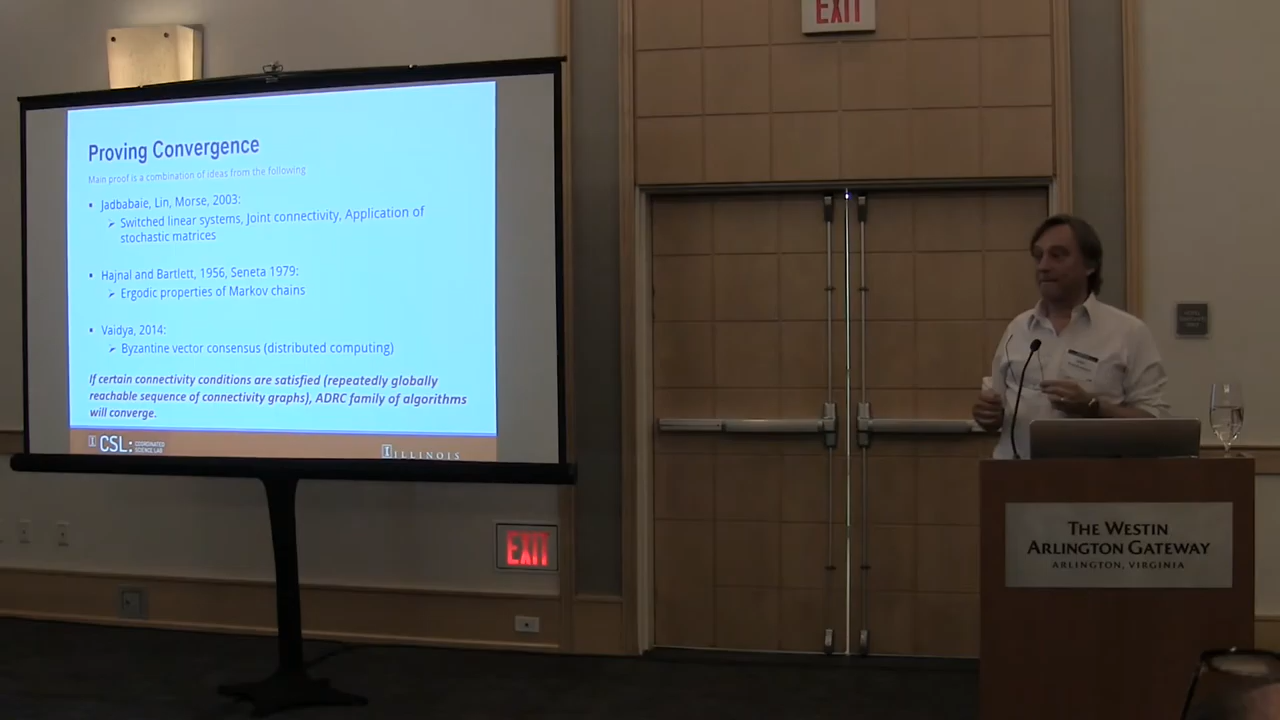 EXIT
Proving Convergence
Main proof is a combination of ideas from the following
▪ Jadbabaie, Lin, Morse, 2003:
➢ Switched linear systems, Joint connectivity, Application of
stochastic matrices
▪ Hajnal and Bartlett, 1956, Seneta 1979:
➢ Ergodic properties of Markov chains
▪ Vaidya, 2014:
➢ Byzantine vector consensus (distributed computing)
If certain connectivity conditions are satisfied (repeatedly globally
reachable sequence of connectivity graphs), ADRC family of algorithms
will converge.
I CSL: COORDINATED
SCIENCE LAB
I ILLINOIS
EXIT
THE WESTIN
ARLINGTON GATEWAY
ARLINGTON, VIRGINIA